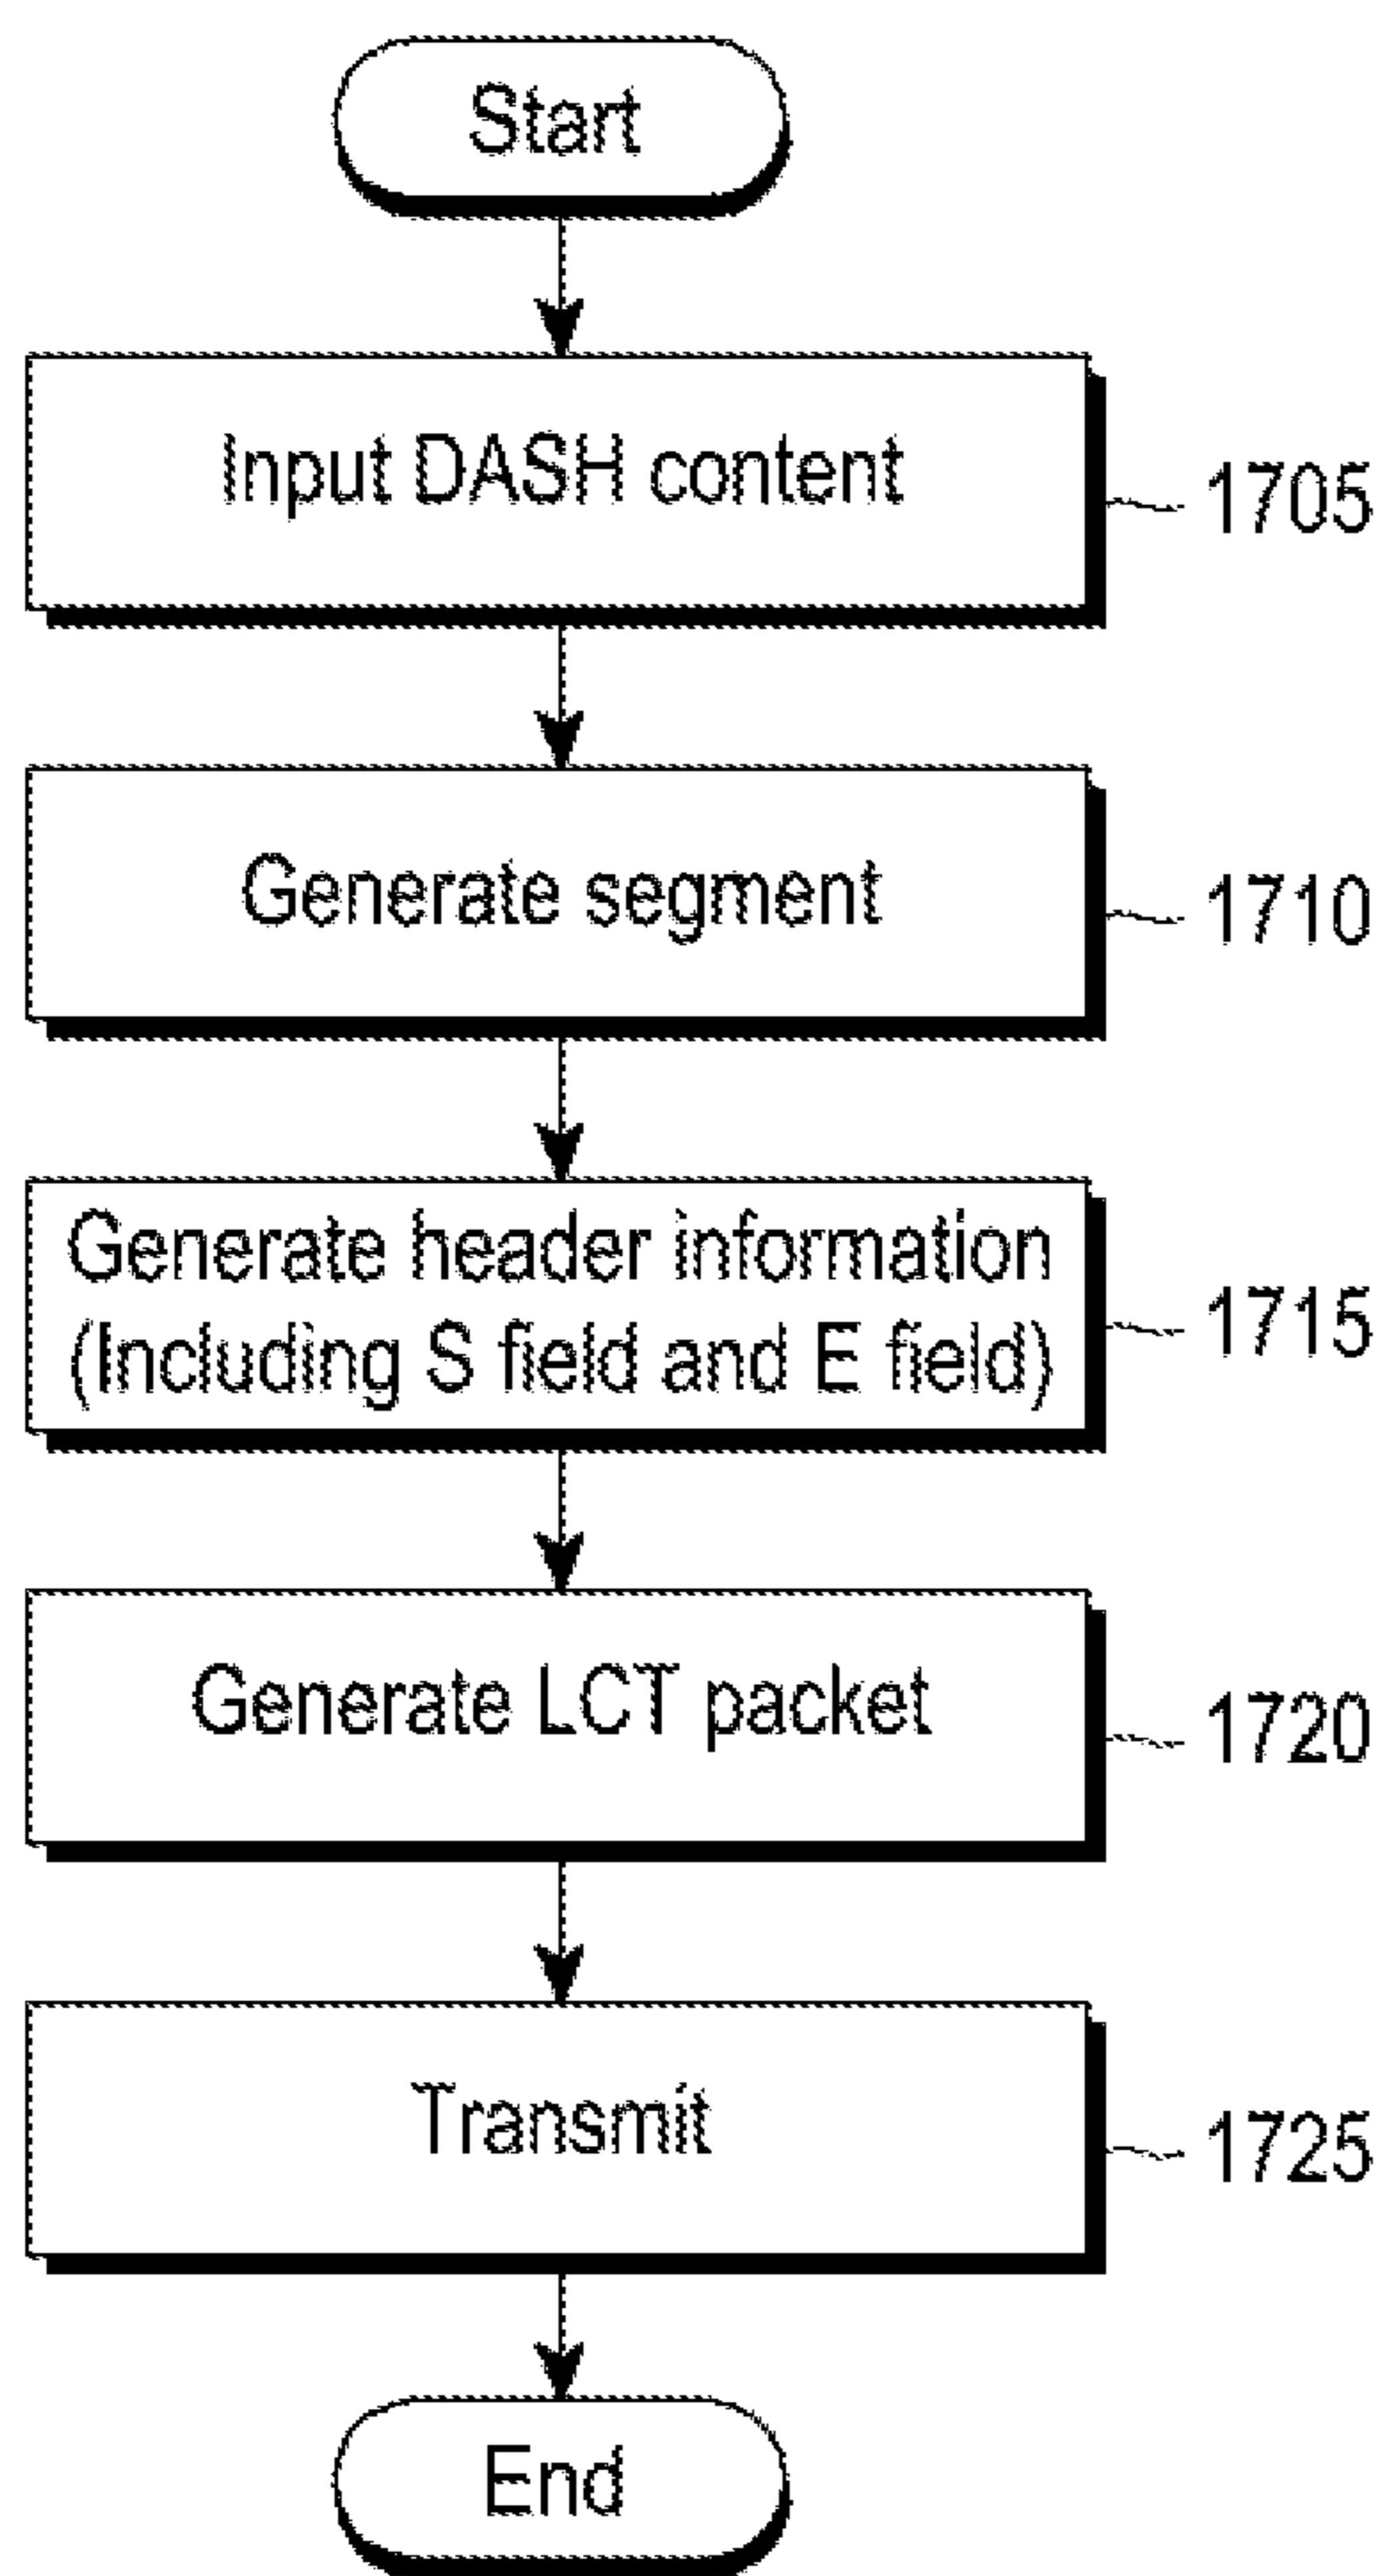 Start
Input DASH content
1705
Generate segment
1710
Generate header information
(Including S field and E field)
1715
Generate LCT packet
1720
Transmit
1725
End